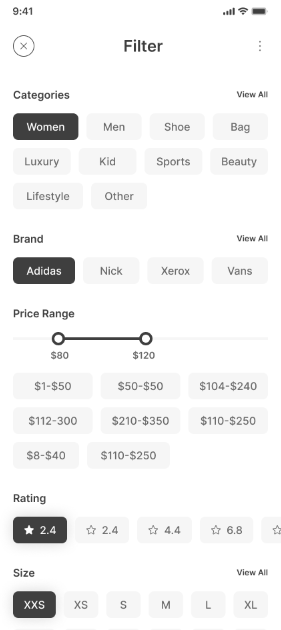 9:41
Filter
Categories View All
Women Men Shoe Bag
Luxury Kid Sports Beauty
Lifestyle Other
Brand View All
Adidas Nick Xerox Vans
Price Range
$80 $120
$1-$50 $50-$50 $104-$240
$112-300 $210-$350 $110-$250
$8-$40 $110-$250
Rating
2.4 2.4 4.4 6.8
Size View All
XXS XS S M L XL